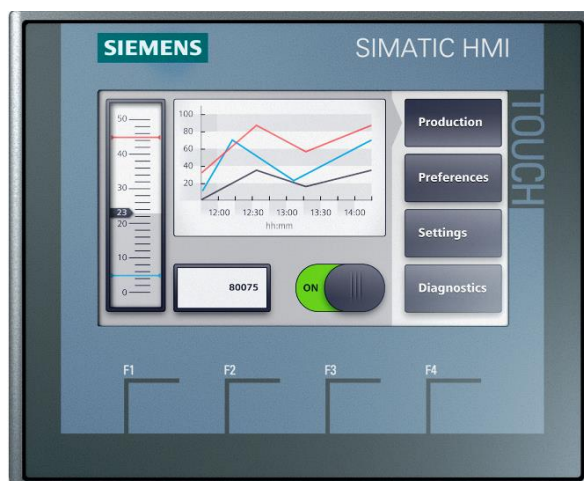 SIEMENS
SIMATIC HMI
TOUCH
50
40
30
23
20
10
0
100
80
60
40
20
12:00 12:30 13:00 13:30 14:00
hh:mm
80075
ON
Production
Preferences
Settings
Diagnostics
F1 F2 F3 F4